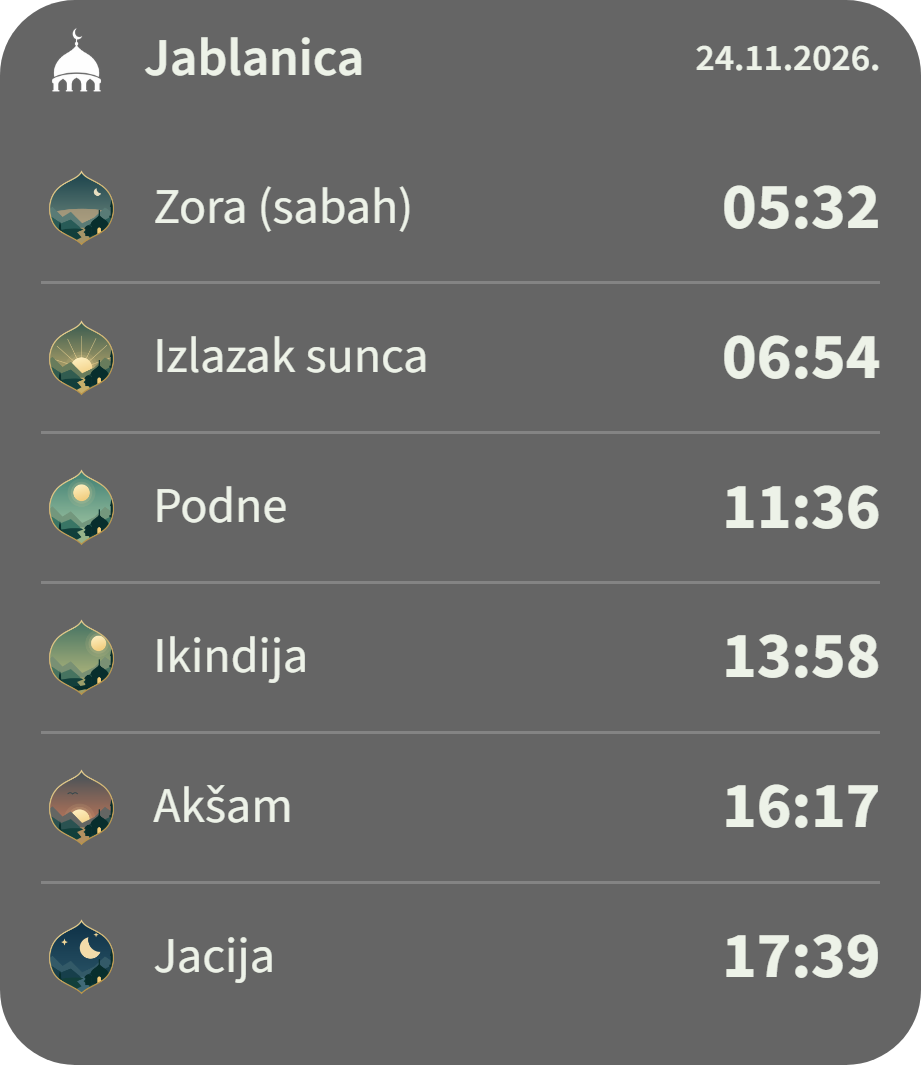 Jablanica 24.11.2026.
Zora (sabah) 05:32
Izlazak sunca 06:54
Podne 11:36
Ikindija 13:58
Akšam 16:17
Jacija 17:39